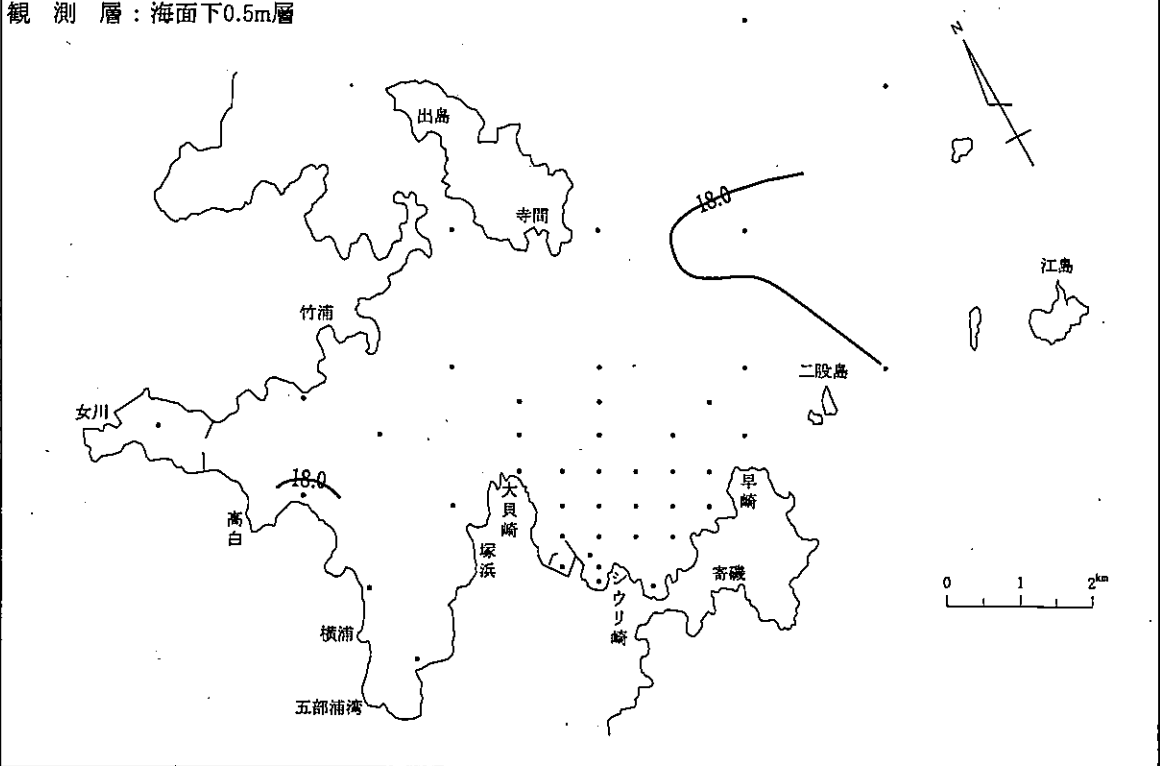 観測層：海面下0.5m層
N
出島
18.0
寺間
江島
竹浦
二股島
女川
18.0
大貝崎
早崎
高白
塚浜
シウリ崎
寄磯
0 1 2km
横浦
五部浦湾